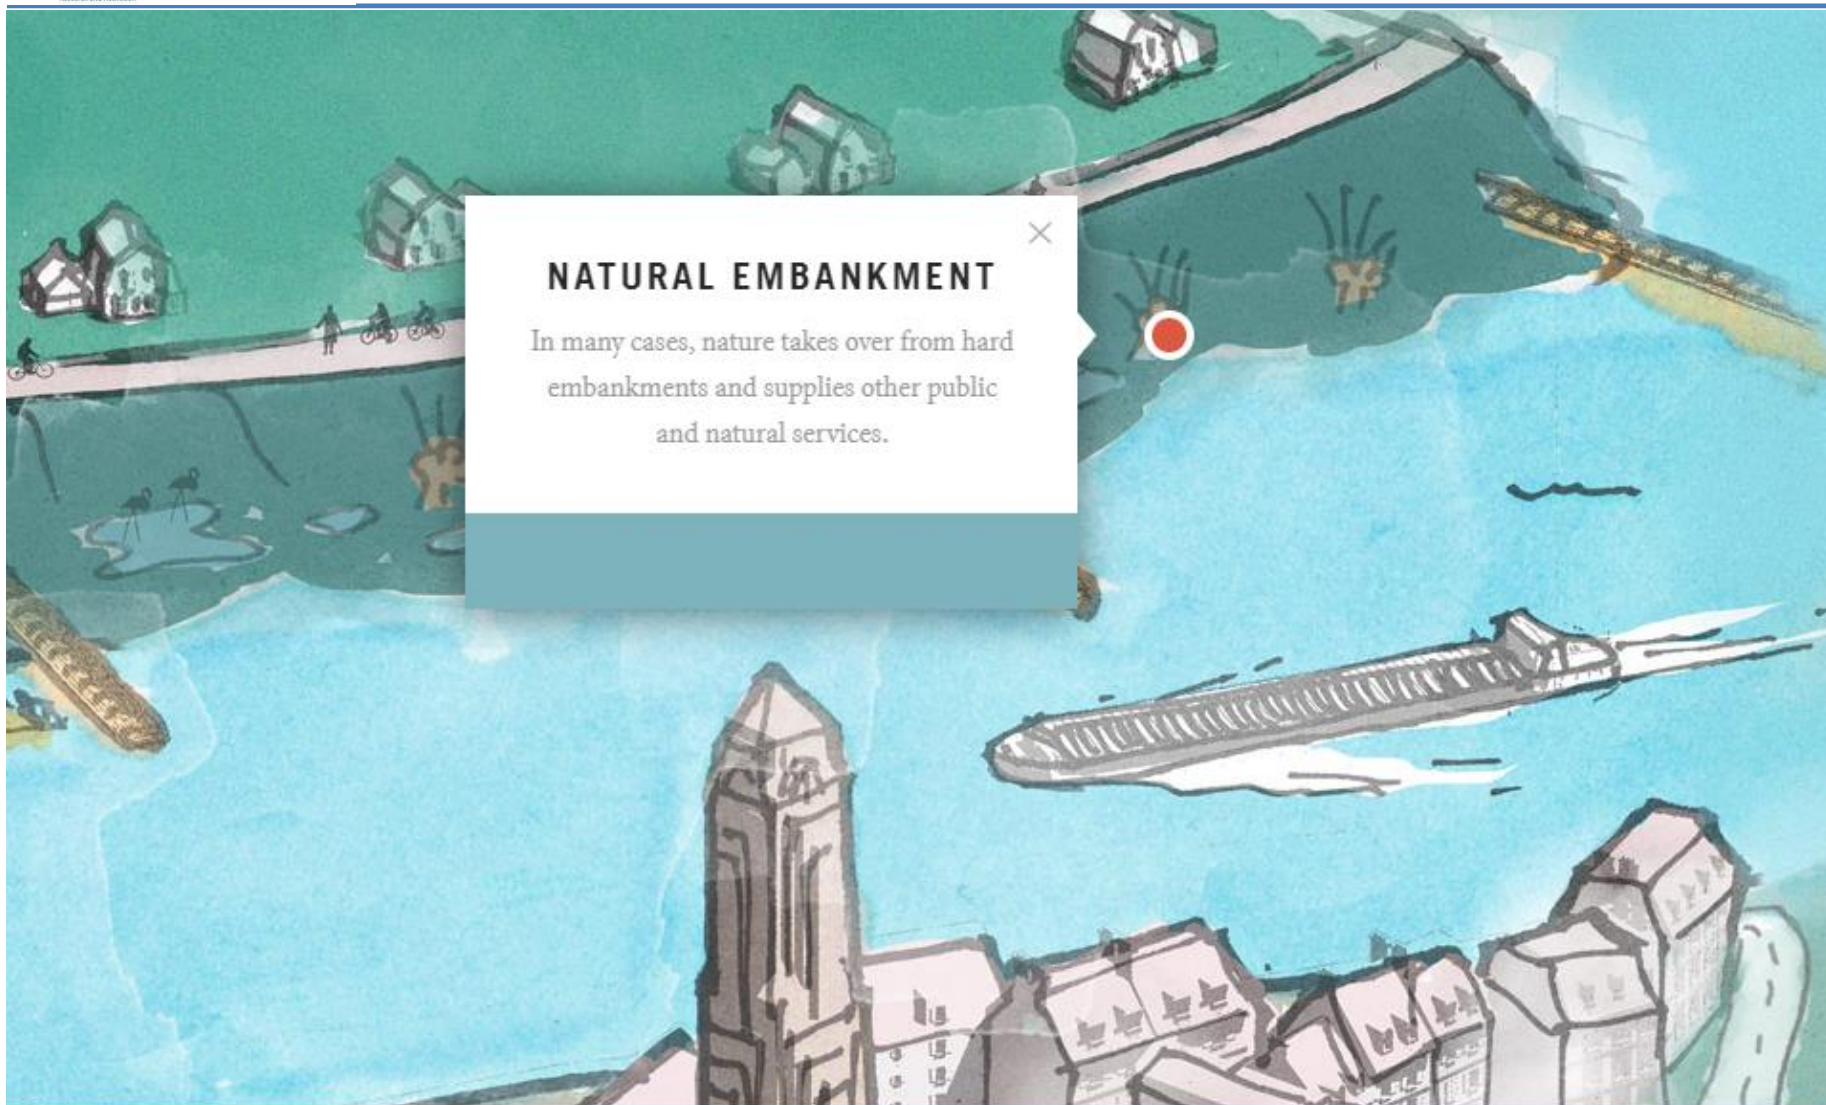 NATURAL EMBANKMENT
In many cases, nature takes over from hard
embankments and supplies other public
and natural services.